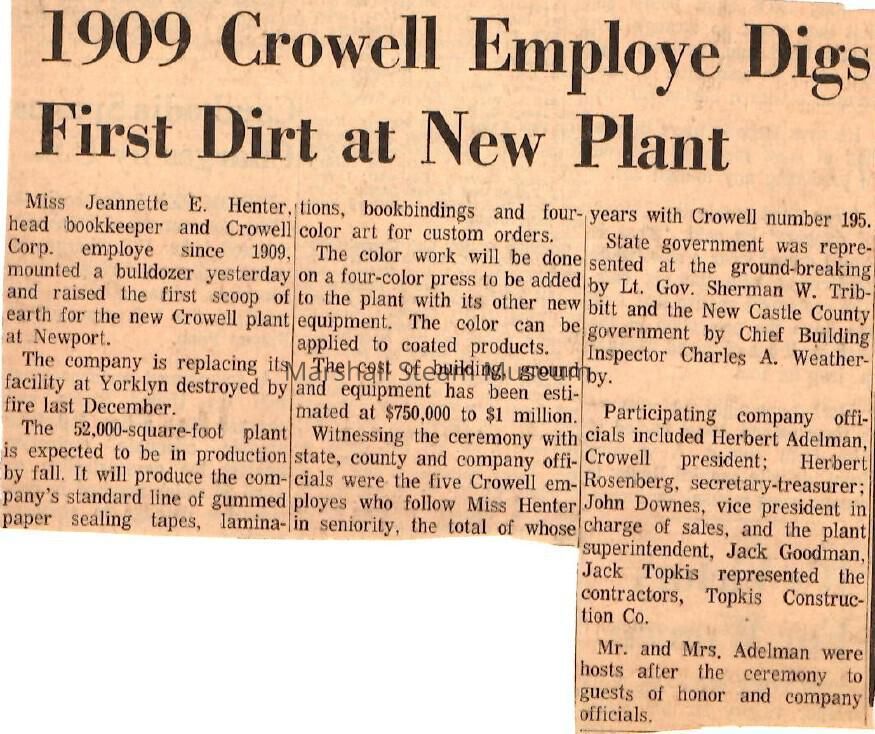 1909 Crowell Employe Digs
First Dirt at New Plant
Miss Jeannette E. Henter,
head bookkeeper and Crowell
Corp. employe since 1909,
mounted a bulldozer yesterday
and raised the first scoop of
earth for the new Crowell plant
at Newport.
The company is replacing its
facility at Yorklyn destroyed by
fire last December.
The 52,000-square-foot plant
is expected to be in production
by fall. It will produce the com-
pany's standard line of gummed
paper sealing tapes, lamina-
tions, bookbindings and four-
color art for custom orders.
The color work will be done
on a four-color press to be added
to the plant with its other new
equipment. The color can be
applied to coated products.
The cost of building, ground
and equipment has been esti-
mated at $750,000 to $1 million.
Witnessing the ceremony with
state, county and company offi-
cials were the five Crowell em-
ployes who follow Miss Henter
in seniority, the total of whose
years with Crowell number 195.
State government was repre-
sented at the ground-breaking
by Lt. Gov. Sherman W. Trib-
bitt and the New Castle County
government by Chief Building
Inspector Charles A. Weather-
by.
Participating company offi-
cials included Herbert Adelman,
Crowell president; Herbert
Rosenberg, secretary-treasurer;
John Downes, vice president in
charge of sales, and the plant
superintendent, Jack Goodman,
Jack Topkis represented the
contractors, Topkis Construc-
tion Co.
Mr. and Mrs. Adelman were
hosts after the ceremony to
guests of honor and company
officials.
Marshall Steam Museum